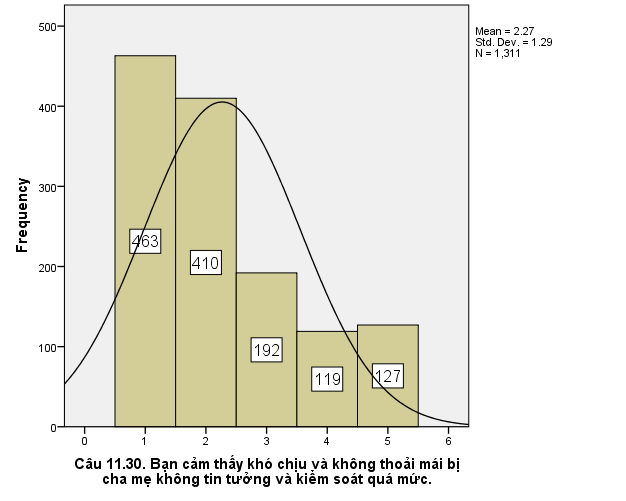 Mean = 2.27
Std. Dev. = 1.29
N = 1,311
Frequency
500
400
300
200
100
0
463
410
192
119
127
0 1 2 3 4 5 6
Câu 11.30. Bạn cảm thấy khó chịu và không thoải mái bị
cha mẹ không tin tưởng và kiểm soát quá mức.